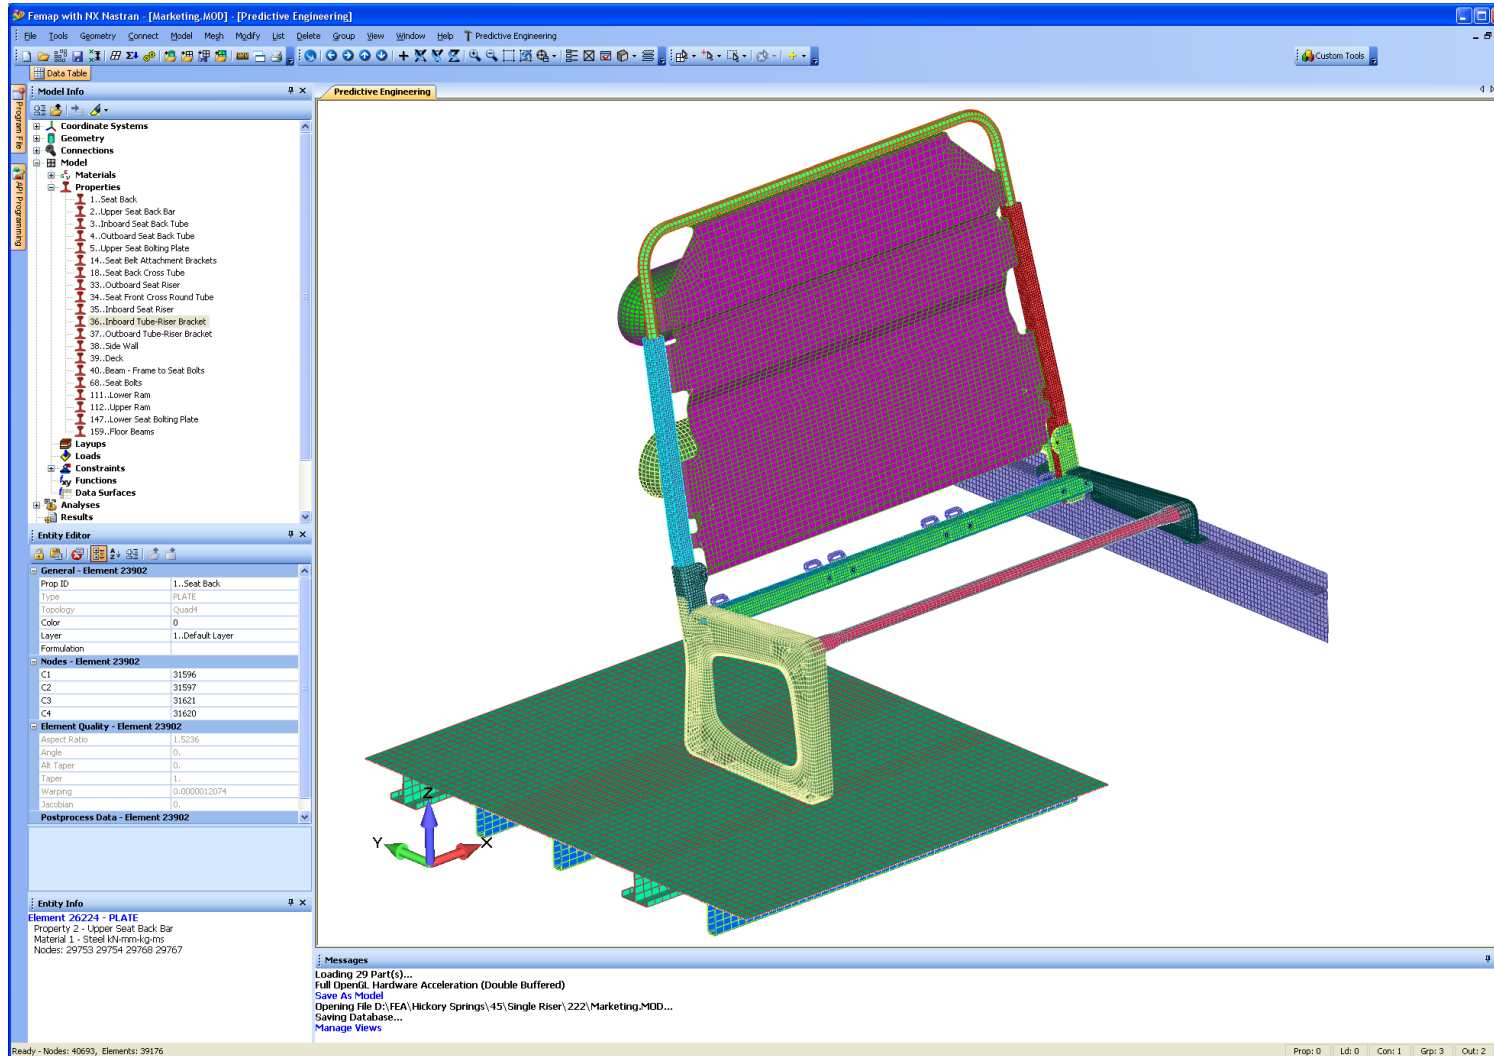 Femap with NX Nastran - [Marketing.MOD] - [Predictive Engineering]
File Tools Geometry Connect Model Mesh Modify List Delete Group View Window Help Predictive Engineering
Custom Tools
Data Table
Program File
API Programming
Model Info
Coordinate Systems
Geometry
Connections
Model
Materials
Properties
1..Seat Back
2..Upper Seat Back Bar
3..Inboard Seat Back Tube
4..Outboard Seat Back Tube
5..Upper Seat Bolting Plate
14..Seat Belt Attachment Brackets
18..Seat Back Cross Tube
33..Outboard Seat Riser
34..Seat Front Cross Round Tube
35..Inboard Seat Riser
36..Inboard Tube-Riser Bracket
37..Outboard Tube-Riser Bracket
38..Side Wall
39..Deck
40..Beam - Frame to Seat Bolts
68..Seat Bolts
111..Lower Ram
112..Upper Ram
147..Lower Seat Bolting Plate
159..Floor Beams
Layups
Loads
Constraints
Functions
Data Surfaces
Analyses
Results
Entity Editor
General - Element 23902
Prop ID 1..Seat Back
Type PLATE
Topology Quad4
Color 0
Layer 1..Default Layer
Formulation
Nodes - Element 23902
C1 31596
C2 31597
C3 31621
C4 31620
Element Quality - Element 23902
Aspect Ratio 1.5236
Angle 0.
Alt Taper 0.
Taper 1.
Warping 0.0000012074
Jacobian 0.
Postprocess Data - Element 23902
Entity Info
Element 26224 - PLATE
Property 2 - Upper Seat Back Bar
Material 1 - Steel kN-mm-kg-ms
Nodes: 29753 29754 29768 29767
Predictive Engineering
Z
Y
X
Messages
Loading 29 Part(s)...
Full OpenGL Hardware Acceleration (Double Buffered)
Save As Model
Opening File D:\FEA\Hickory Springs\45\Single Riser\222\Marketing.MOD...
Saving Database...
Manage Views
Ready - Nodes: 40693, Elements: 39176
Prop: 0 Ld: 0 Con: 1 Grp: 3 Out: 2